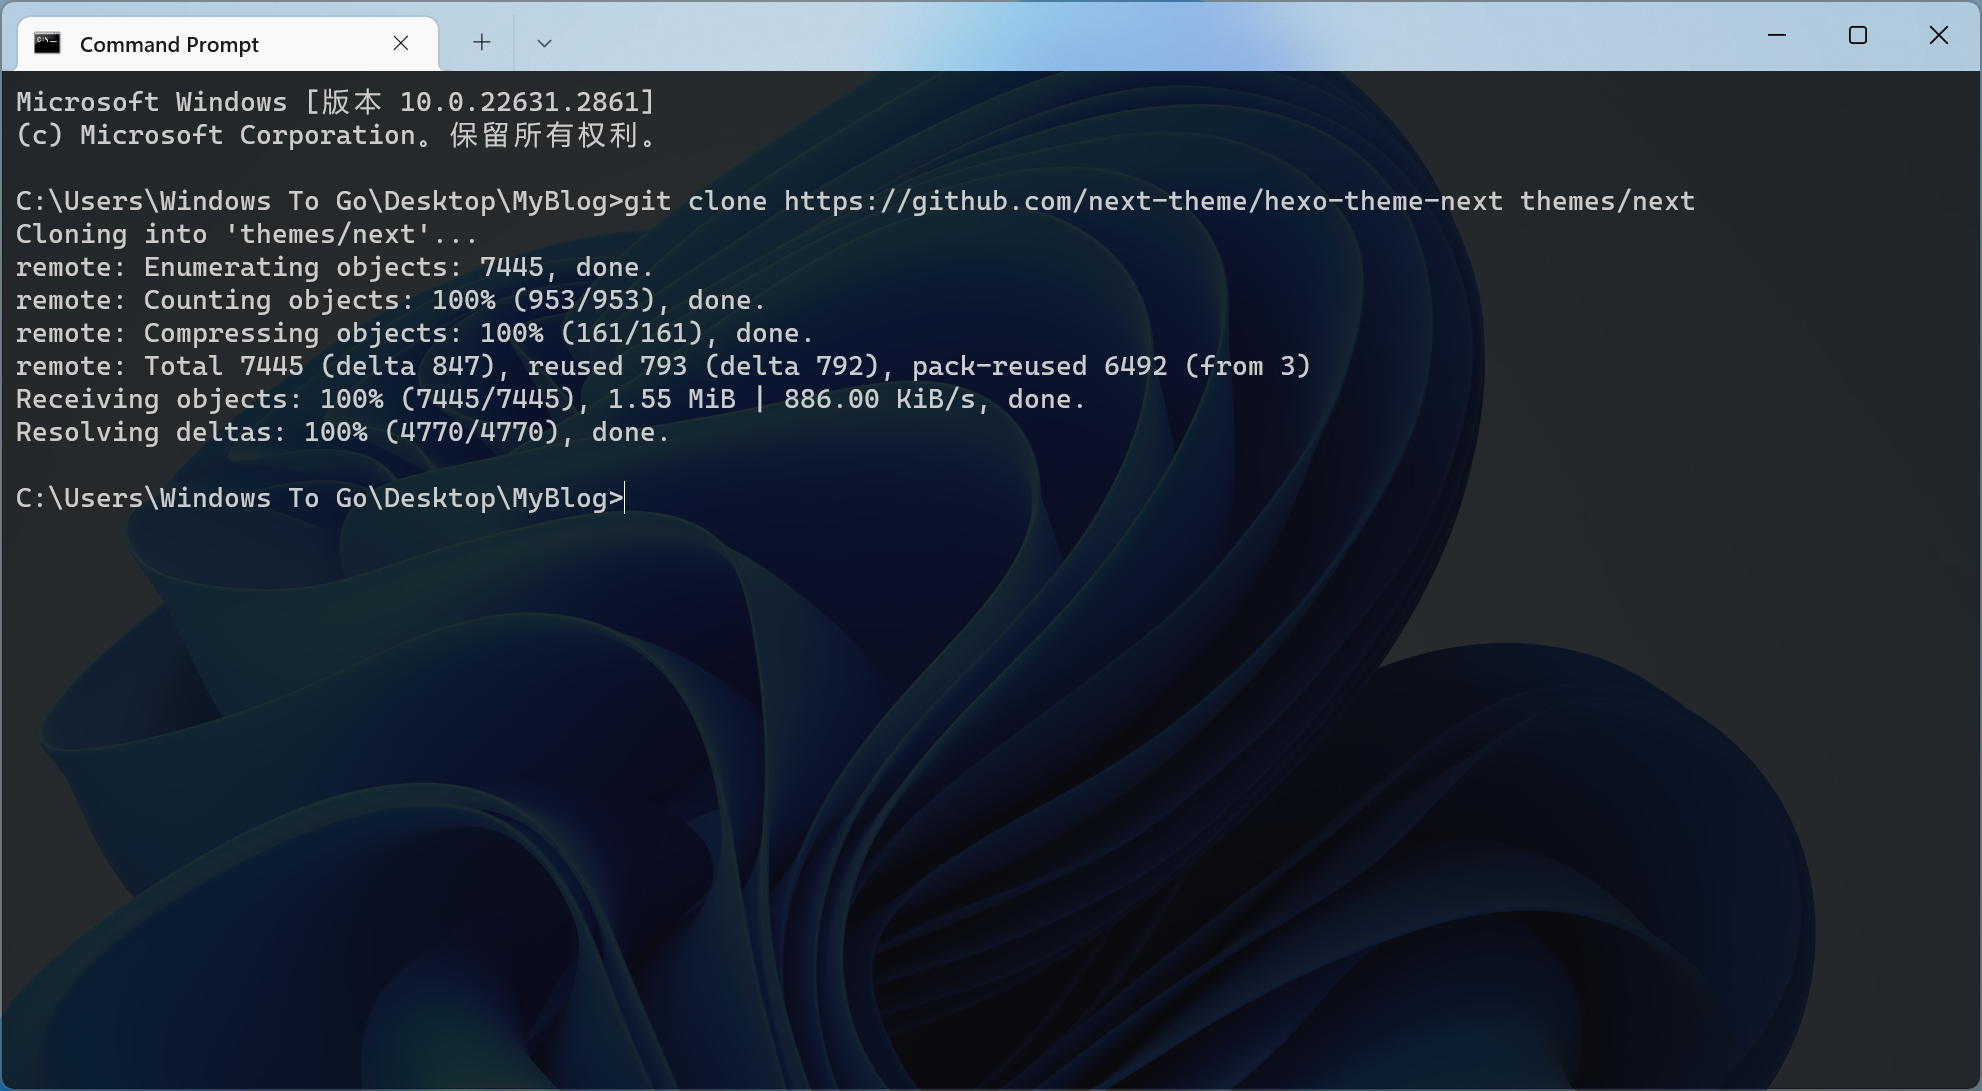 Command Prompt
Microsoft Windows [版本 10.0.22631.2861]
(c) Microsoft Corporation。保留所有权利。
C:\Users\Windows To Go\Desktop\MyBlog>git clone https://github.com/next-theme/hexo-theme-next themes/next
Cloning into 'themes/next'...
remote: Enumerating objects: 7445, done.
remote: Counting objects: 100% (953/953), done.
remote: Compressing objects: 100% (161/161), done.
remote: Total 7445 (delta 847), reused 793 (delta 792), pack-reused 6492 (from 3)
Receiving objects: 100% (7445/7445), 1.55 MiB | 886.00 KiB/s, done.
Resolving deltas: 100% (4770/4770), done.
C:\Users\Windows To Go\Desktop\MyBlog>